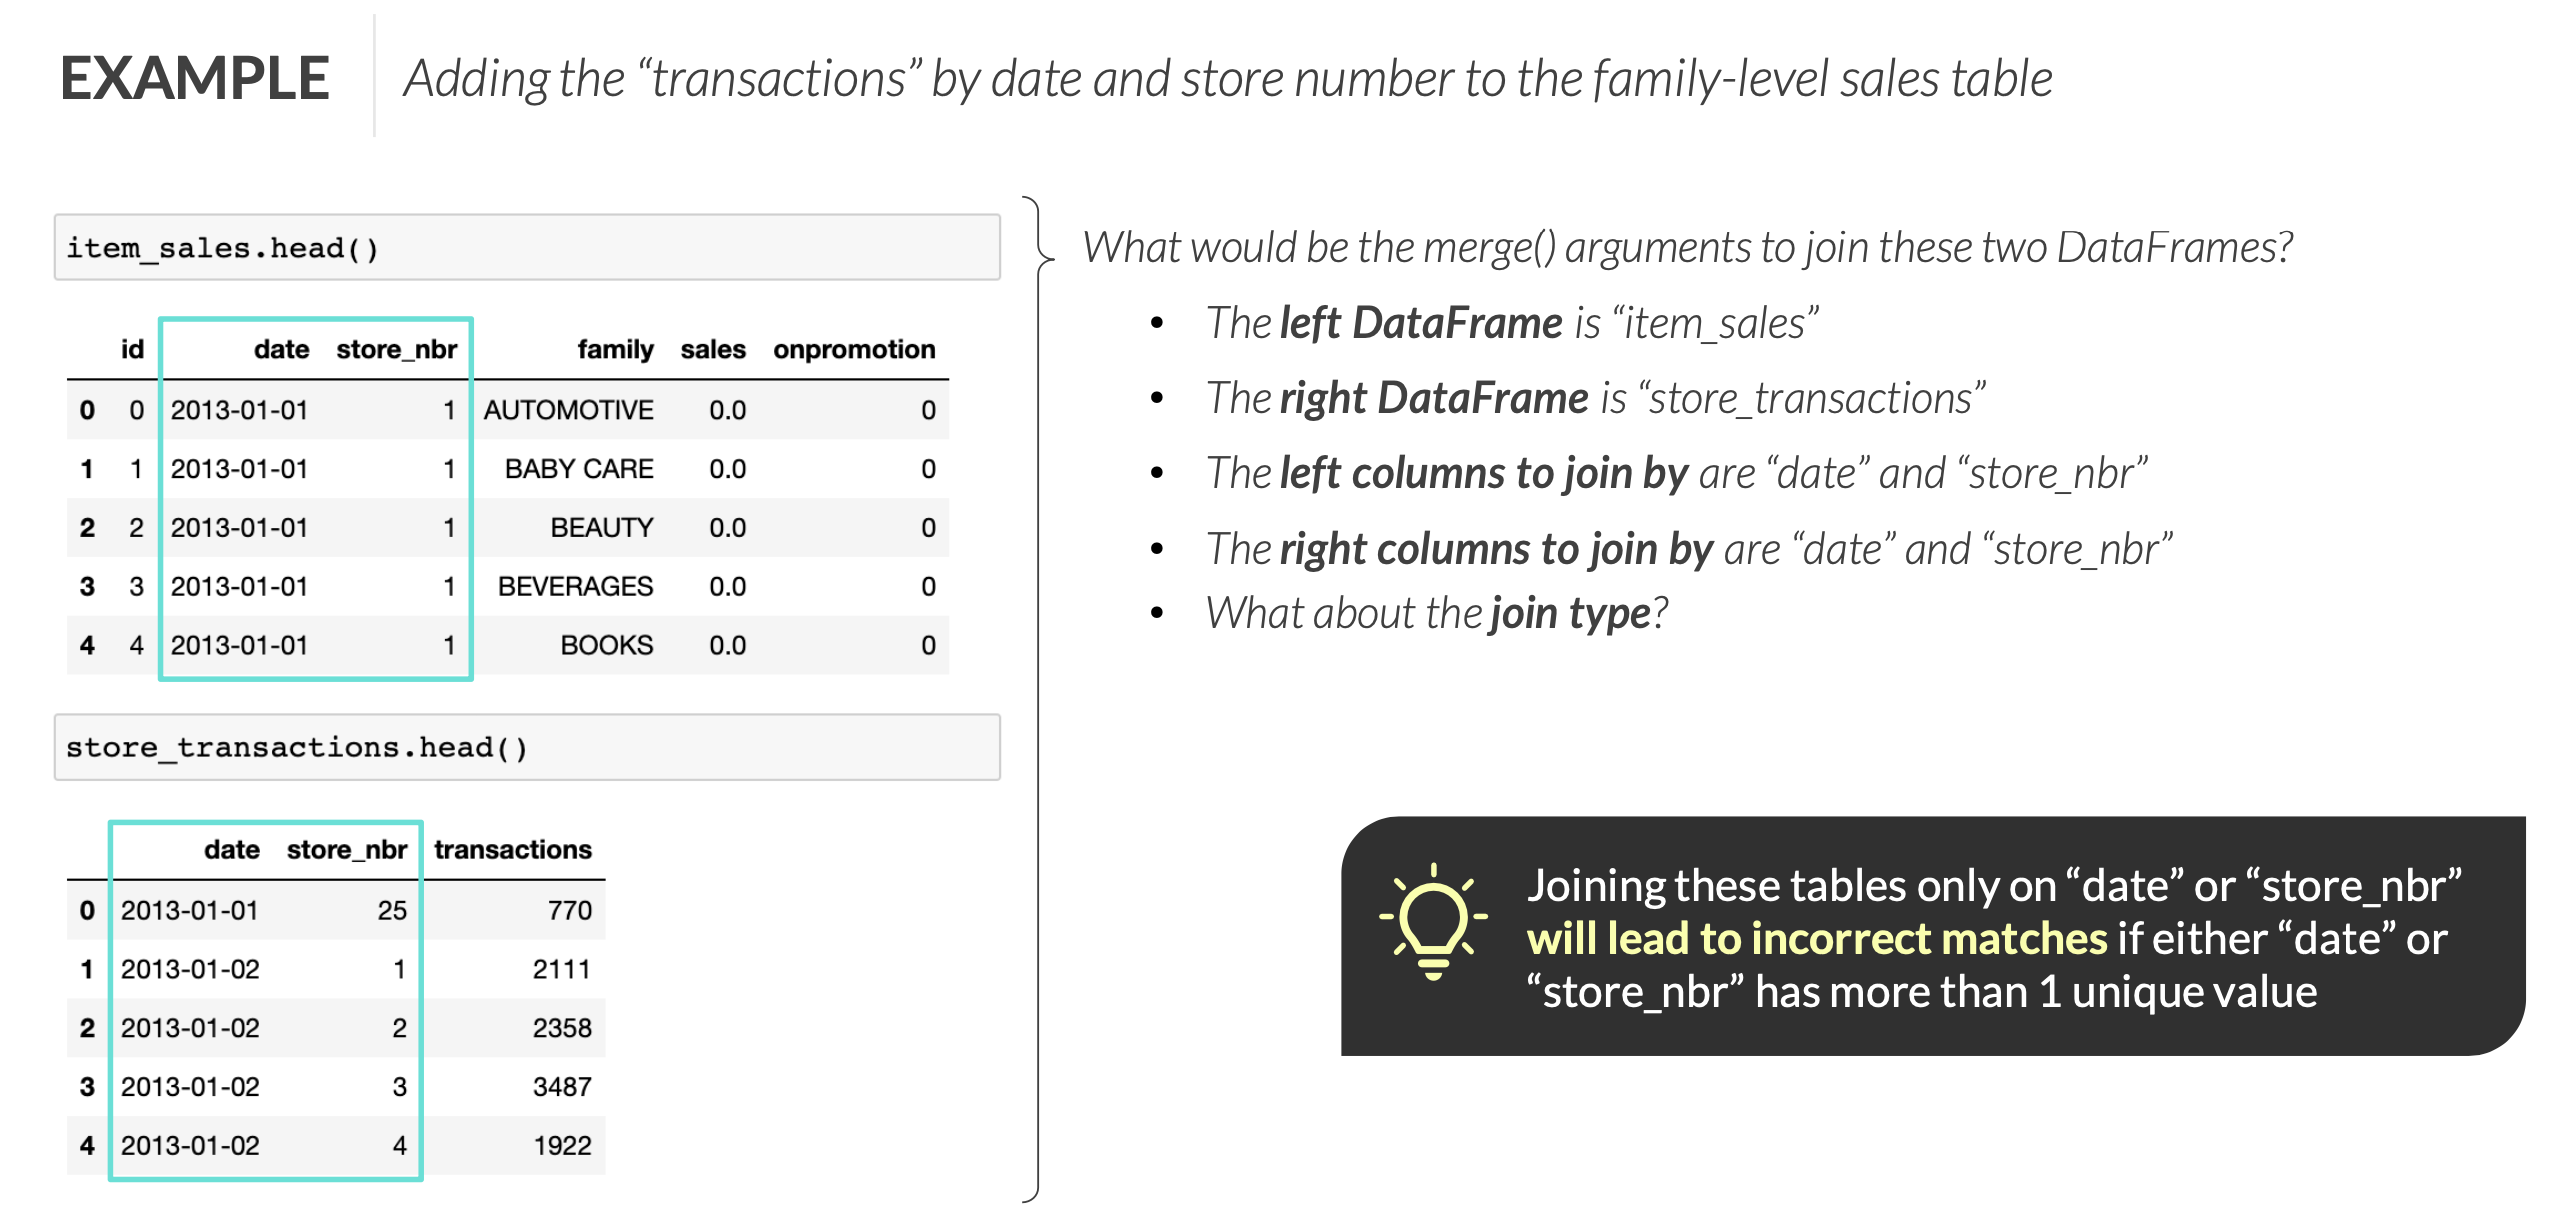 EXAMPLE
Adding the “transactions” by date and store number to the family-level sales table
item_sales.head()
id date store_nbr family sales onpromotion
0 0 2013-01-01 1 AUTOMOTIVE 0.0 0
1 1 2013-01-01 1 BABY CARE 0.0 0
2 2 2013-01-01 1 BEAUTY 0.0 0
3 3 2013-01-01 1 BEVERAGES 0.0 0
4 4 2013-01-01 1 BOOKS 0.0 0
store_transactions.head()
date store_nbr transactions
0 2013-01-01 25 770
1 2013-01-02 1 2111
2 2013-01-02 2 2358
3 2013-01-02 3 3487
4 2013-01-02 4 1922
What would be the merge() arguments to join these two DataFrames?
• The left DataFrame is “item_sales”
• The right DataFrame is “store_transactions”
• The left columns to join by are “date” and “store_nbr”
• The right columns to join by are “date” and “store_nbr”
• What about the join type?
Joining these tables only on “date” or “store_nbr”
will lead to incorrect matches if either “date” or
“store_nbr” has more than 1 unique value